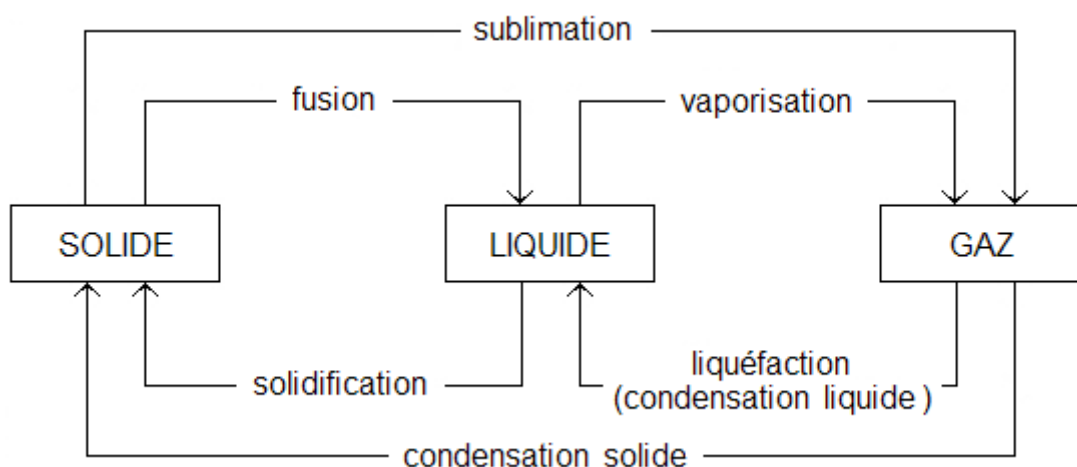 sublimation
fusion
vaporisation
SOLIDE
LIQUIDE
GAZ
solidification
liquéfaction
(condensation liquide )
condensation solide